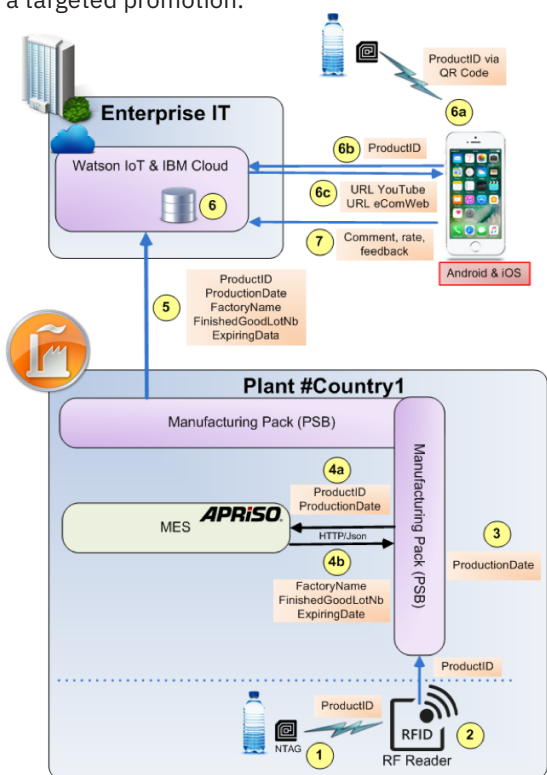 a targeted promotion.
ProductID via
QR Code
6a
Enterprise IT
Watson IoT & IBM Cloud
6
6b
ProductID
6c
URL YouTube
URL eComWeb
7
Comment, rate,
feedback
Android & iOS
5
ProductID
ProductionDate
FactoryName
FinishedGoodLotNb
ExpiringData
Plant #Country1
Manufacturing Pack (PSB)
Manufacturing Pack (PSB)
4a
ProductID
ProductionDate
MES
APRiSO
HTTP/Json
4b
FactoryName
FinishedGoodLotNb
ExpiringDate
3
ProductionDate
ProductID
ProductID
NTAG
1
RFID
2
RF Reader